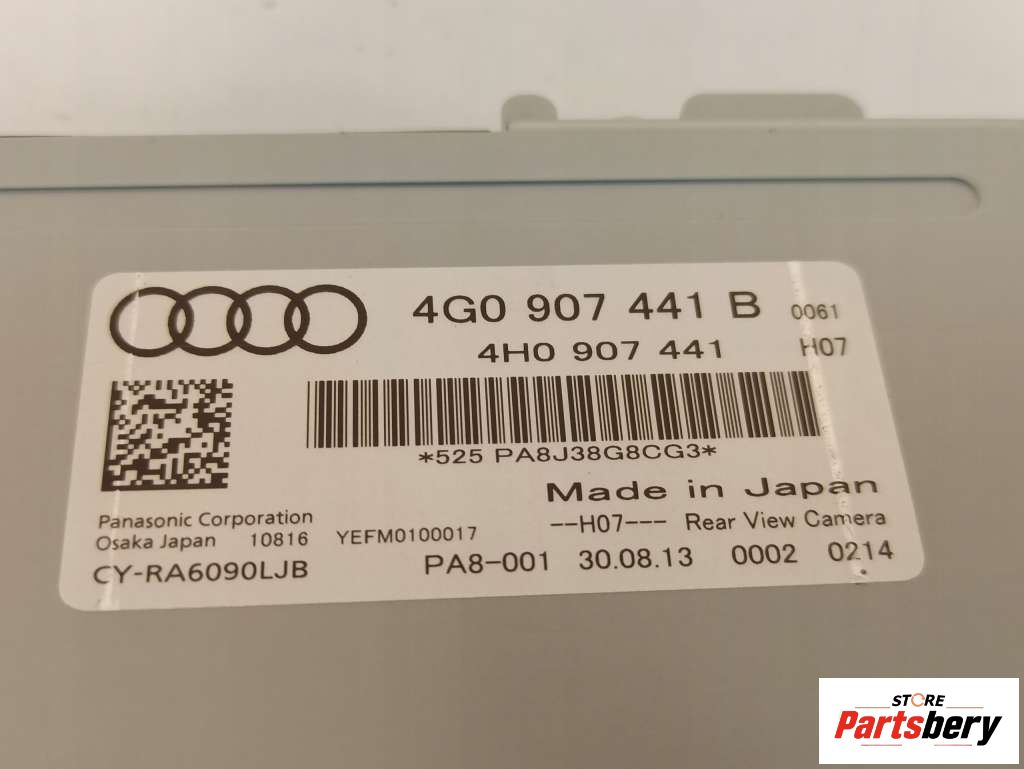 4G0 907 441 B 0061
4H0 907 441 H07
*525 PA8J38G8CG3*
Made in Japan
Panasonic Corporation
Osaka Japan 10816 YEFM0100017 --H07--- Rear View Camera
CY-RA6090LJB PA8-001 30.08.13 0002 0214
STORE
Partsbery